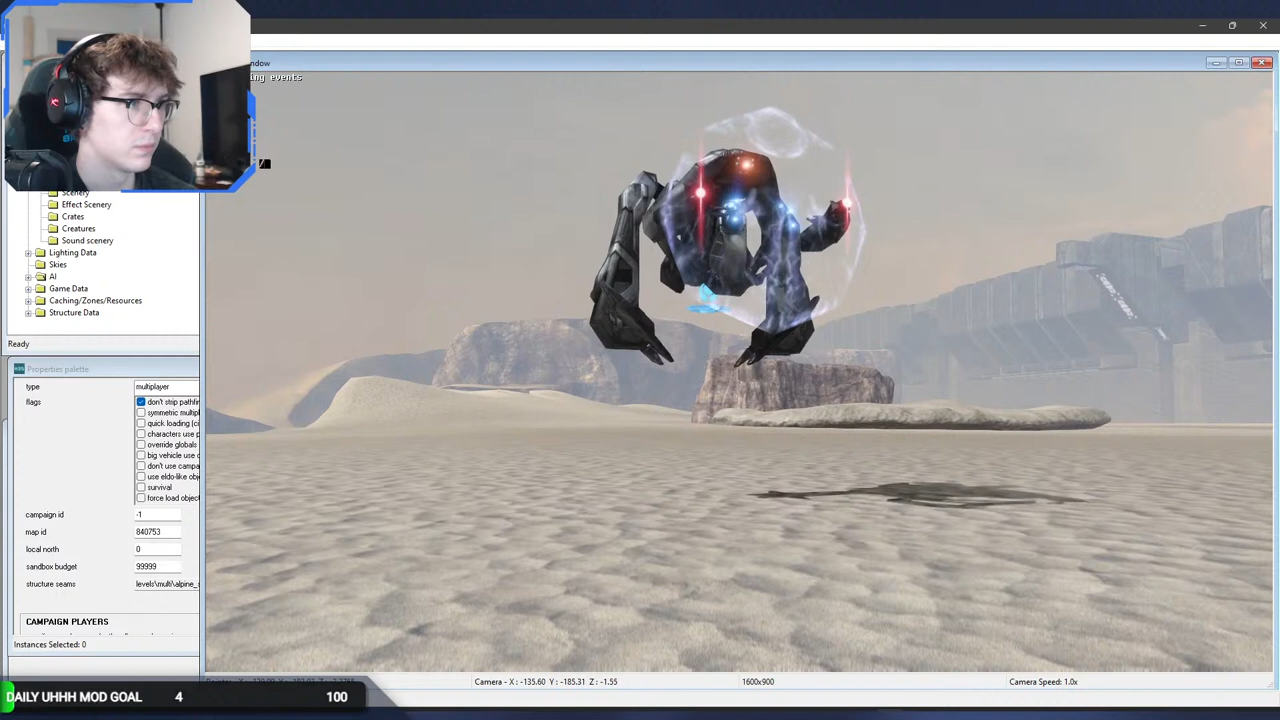 ndow
ing events
Scenery
Effect Scenery
Crates
Creatures
Sound scenery
Lighting Data
Skies
AI
Game Data
Caching/Zones/Resources
Structure Data
Ready
Properties palette
type multiplayer
flags don't strip pathfi
symmetric multipl
quick loading (ci
characters use p
override globals
big vehicle use c
don't use campa
use eldo-like obj
survival
force load object
campaign id -1
map id 840753
local north 0
sandbox budget 99999
structure seams levels\multi\alpine_
CAMPAIGN PLAYERS
Instances Selected: 0
Camera - X : -135.60 Y : -185.31 Z : -1.55
1600x900
Camera Speed: 1.0x
DAILY UHHH MOD GOAL 4 100